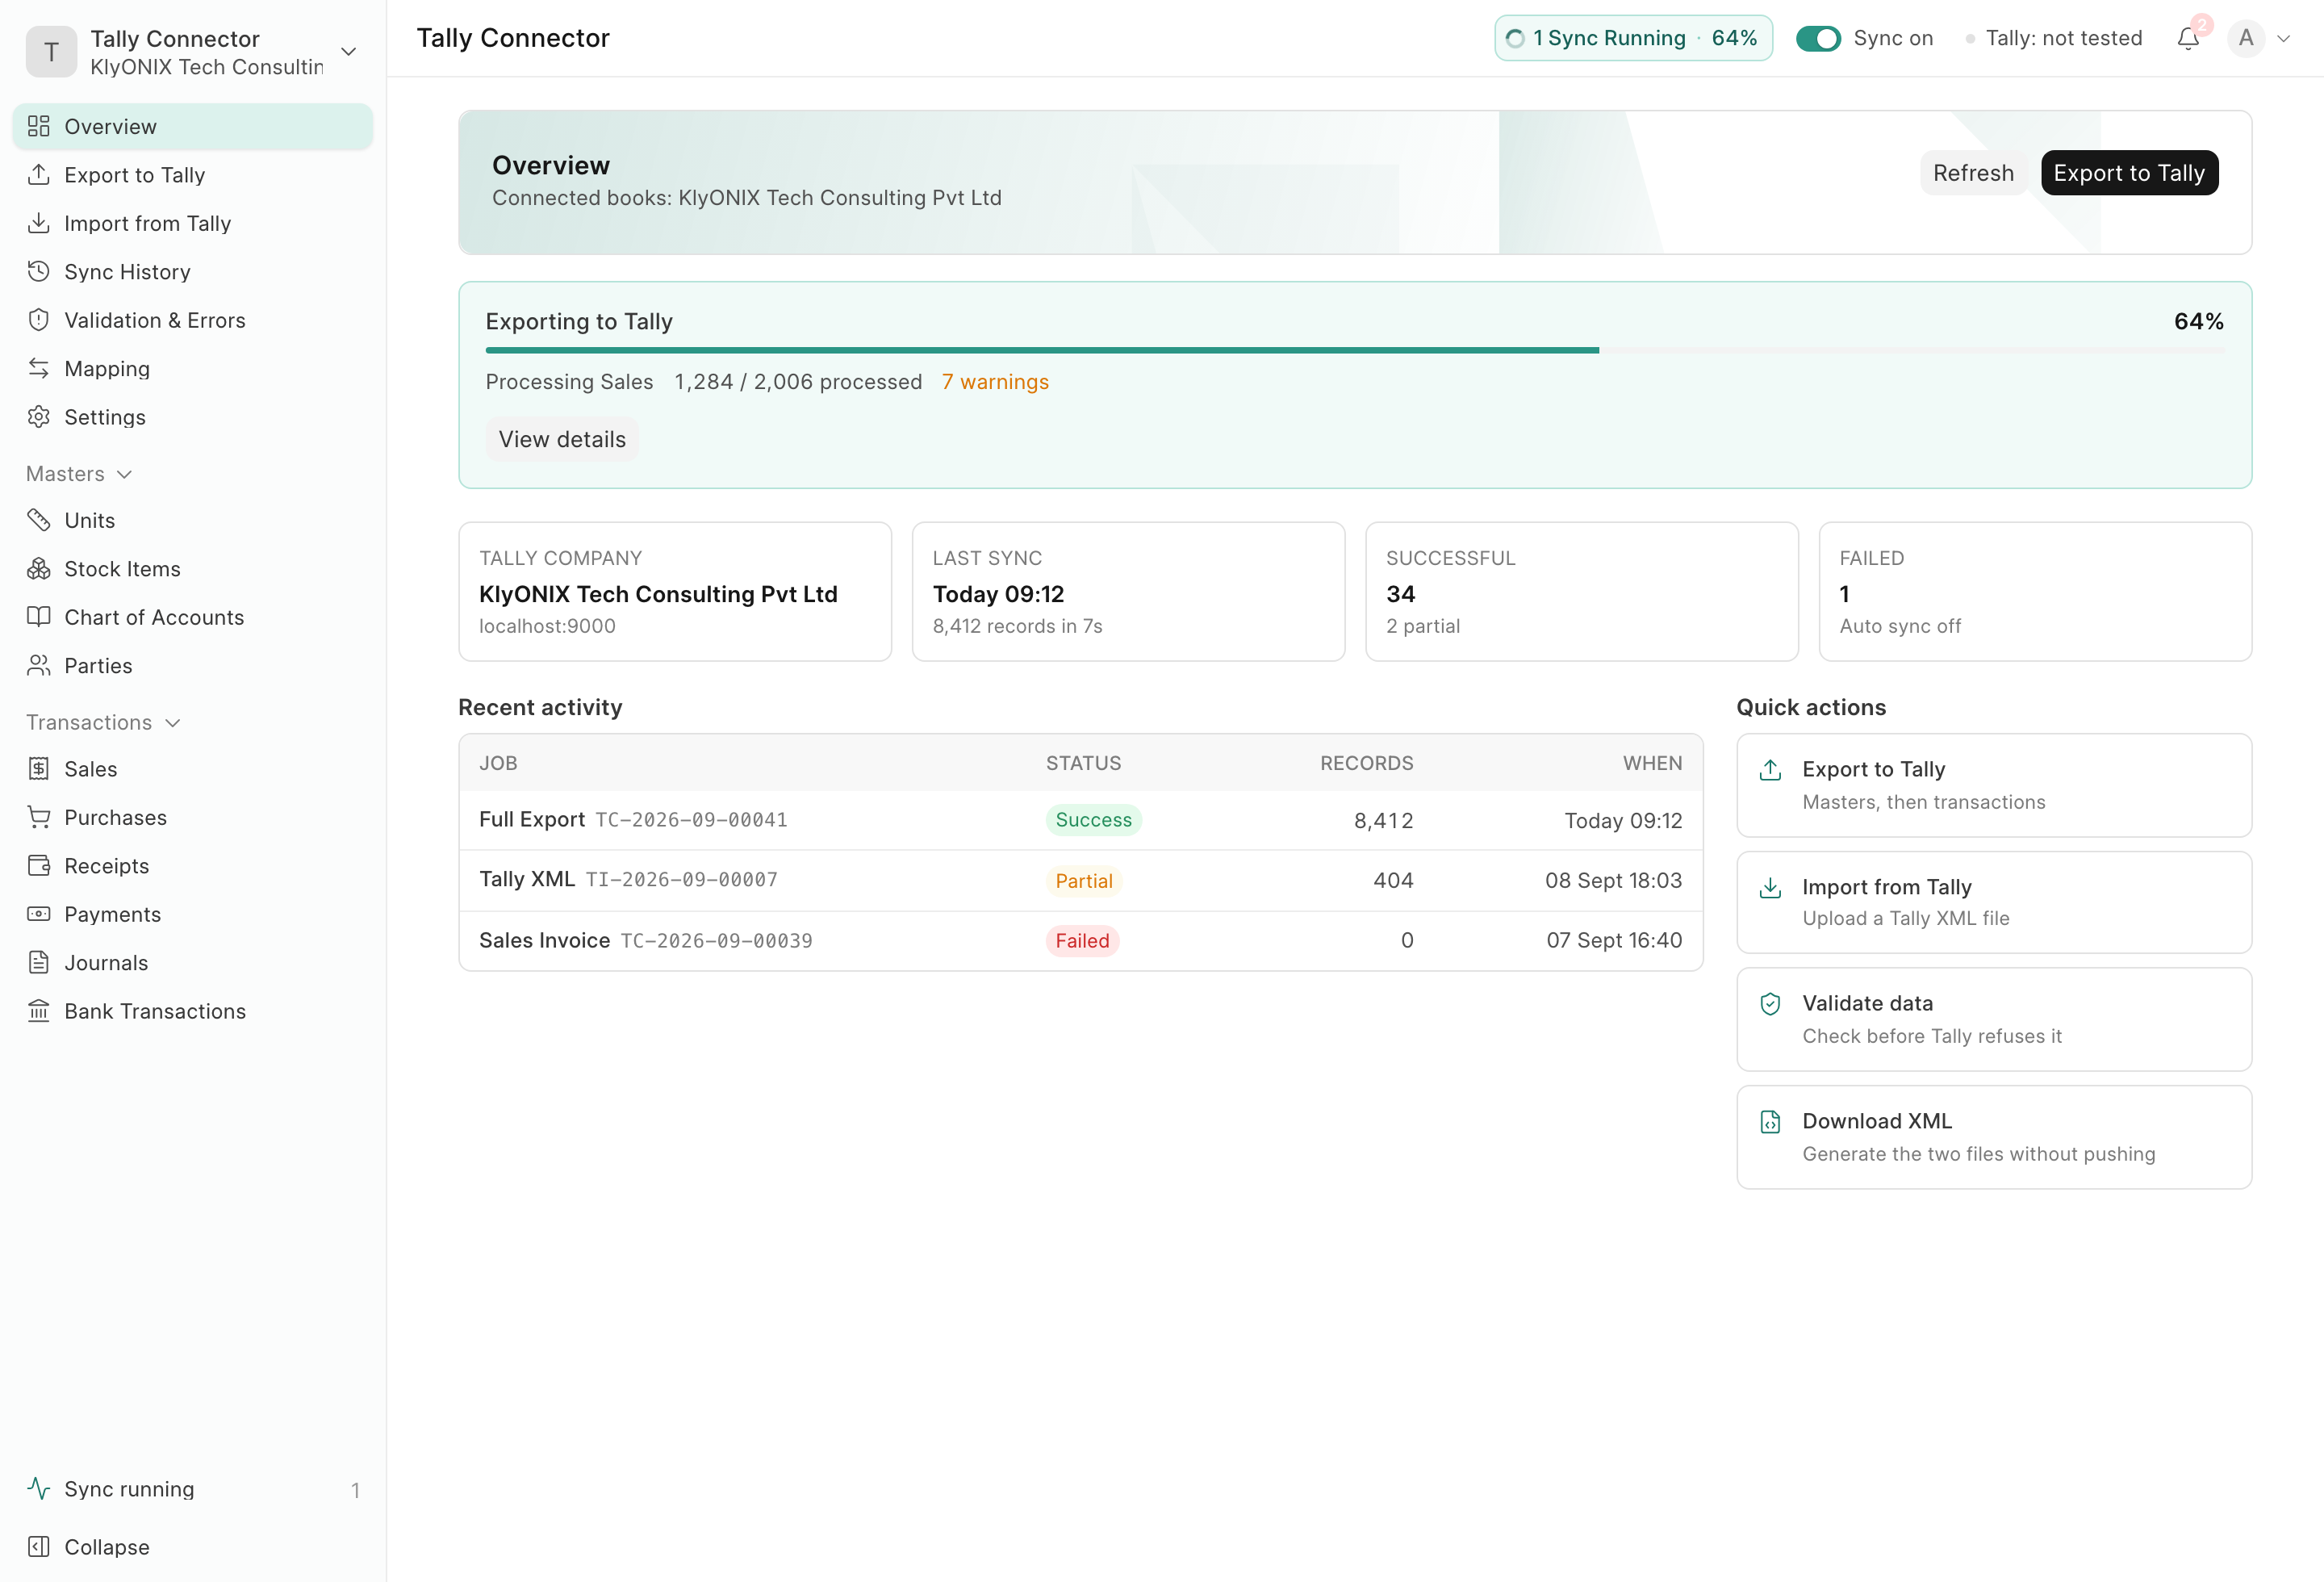 T
Tally Connector
KlyONIX Tech Consultin
Overview
Export to Tally
Import from Tally
Sync History
Validation & Errors
Mapping
Settings
Masters
Units
Stock Items
Chart of Accounts
Parties
Transactions
Sales
Purchases
Receipts
Payments
Journals
Bank Transactions
Sync running 1
Collapse
Tally Connector
1 Sync Running · 64%
Sync on
Tally: not tested
2
A
Overview
Connected books: KlyONIX Tech Consulting Pvt Ltd
Refresh
Export to Tally
Exporting to Tally 64%
Processing Sales 1,284 / 2,006 processed 7 warnings
View details
TALLY COMPANY
KlyONIX Tech Consulting Pvt Ltd
localhost:9000
LAST SYNC
Today 09:12
8,412 records in 7s
SUCCESSFUL
34
2 partial
FAILED
1
Auto sync off
Recent activity
JOB STATUS RECORDS WHEN
Full Export TC-2026-09-00041 Success 8,412 Today 09:12
Tally XML TI-2026-09-00007 Partial 404 08 Sept 18:03
Sales Invoice TC-2026-09-00039 Failed 0 07 Sept 16:40
Quick actions
Export to Tally
Masters, then transactions
Import from Tally
Upload a Tally XML file
Validate data
Check before Tally refuses it
Download XML
Generate the two files without pushing